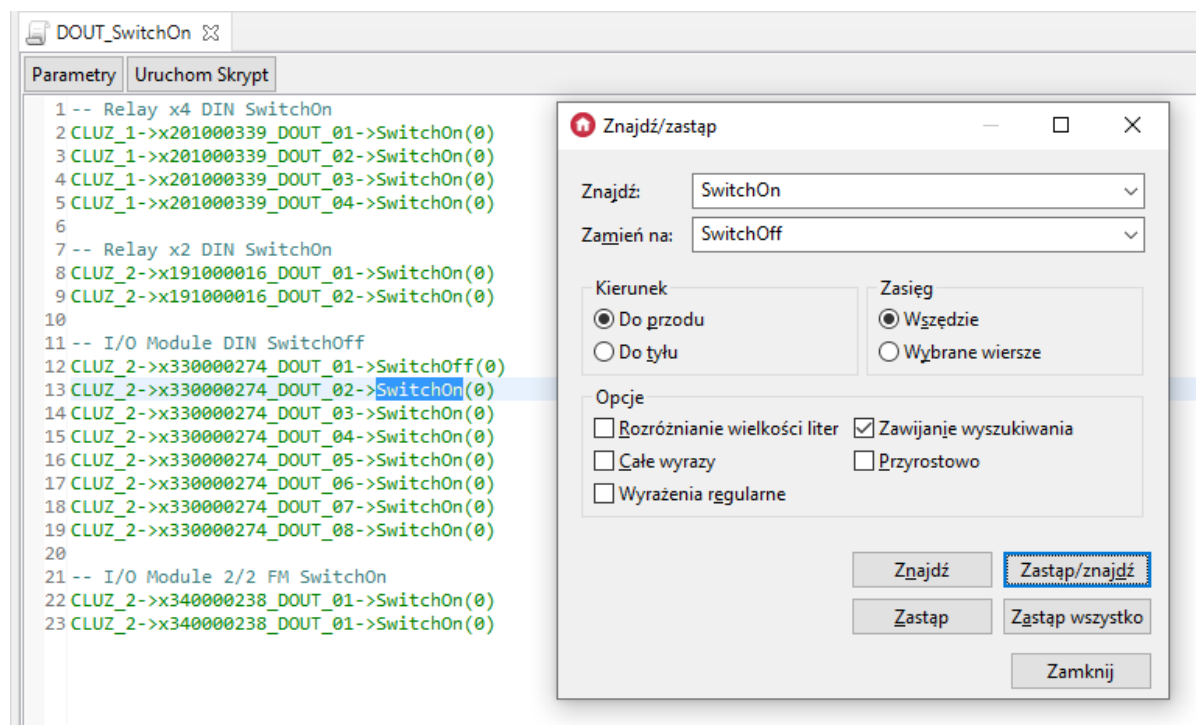 DOUT_SwitchOn
Parametry Uruchom Skrypt
1 -- Relay x4 DIN SwitchOn
2 CLUZ_1->x201000339_DOUT_01->SwitchOn(0)
3 CLUZ_1->x201000339_DOUT_02->SwitchOn(0)
4 CLUZ_1->x201000339_DOUT_03->SwitchOn(0)
5 CLUZ_1->x201000339_DOUT_04->SwitchOn(0)
6
7 -- Relay x2 DIN SwitchOn
8 CLUZ_2->x191000016_DOUT_01->SwitchOn(0)
9 CLUZ_2->x191000016_DOUT_02->SwitchOn(0)
10
11 -- I/O Module DIN SwitchOff
12 CLUZ_2->x330000274_DOUT_01->SwitchOff(0)
13 CLUZ_2->x330000274_DOUT_02->SwitchOn(0)
14 CLUZ_2->x330000274_DOUT_03->SwitchOn(0)
15 CLUZ_2->x330000274_DOUT_04->SwitchOn(0)
16 CLUZ_2->x330000274_DOUT_05->SwitchOn(0)
17 CLUZ_2->x330000274_DOUT_06->SwitchOn(0)
18 CLUZ_2->x330000274_DOUT_07->SwitchOn(0)
19 CLUZ_2->x330000274_DOUT_08->SwitchOn(0)
20
21 -- I/O Module 2/2 FM SwitchOn
22 CLUZ_2->x340000238_DOUT_01->SwitchOn(0)
23 CLUZ_2->x340000238_DOUT_01->SwitchOn(0)
Znajdź/zastąp
Znajdź: SwitchOn
Zamień na: SwitchOff
Kierunek Zasięg
Do przodu Wszędzie
Do tyłu Wybrane wiersze
Opcje
Rozróżnianie wielkości liter Zawijanie wyszukiwania
Całe wyrazy Przyrostowo
Wyrażenia regularne
Znajdź Zastąp/znajdź
Zastąp Zastąp wszystko
Zamknij